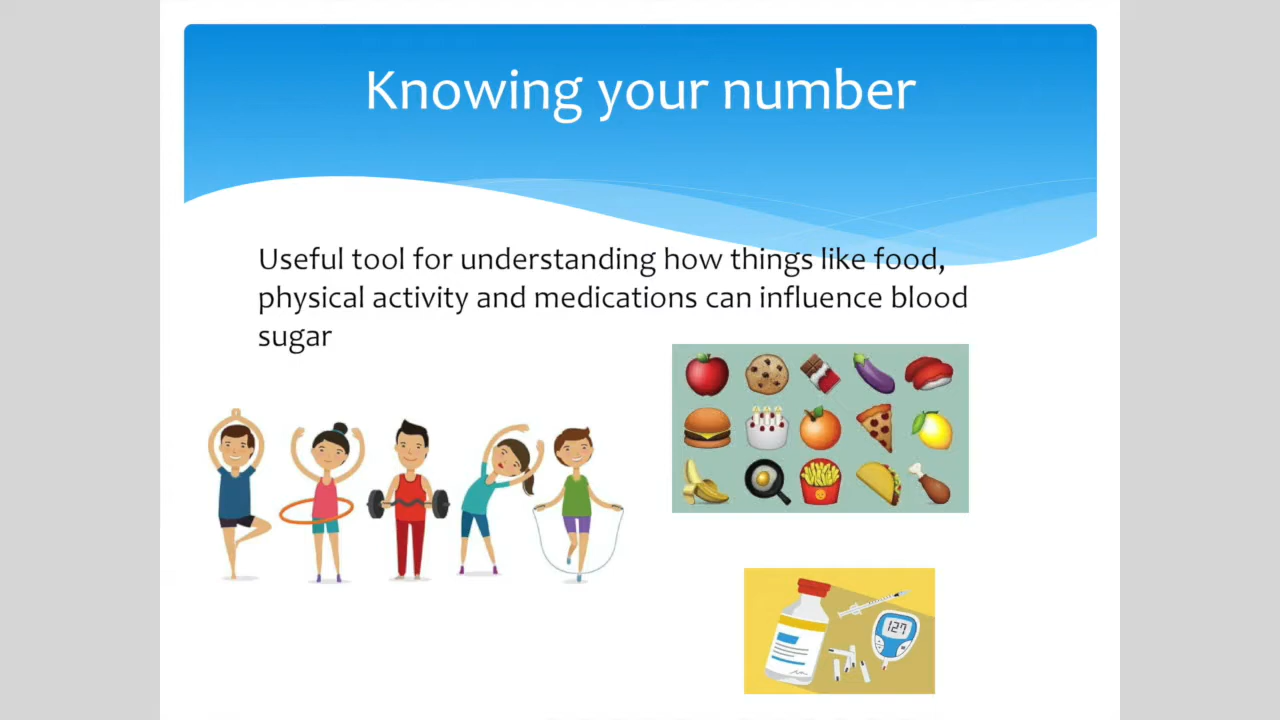 Knowing your number
Useful tool for understanding how things like food,
physical activity and medications can influence blood
sugar
127